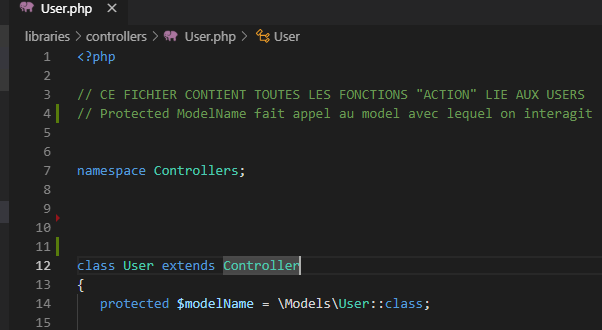 User.php
libraries > controllers > User.php > User
1 <?php
2
3 // CE FICHIER CONTIENT TOUTES LES FONCTIONS "ACTION" LIE AUX USERS
4 // Protected ModelName fait appel au model avec lequel on interagit
5
6
7 namespace Controllers;
8
9
10
11
12 class User extends Controller
13 {
14 protected $modelName = \Models\User::class;
15